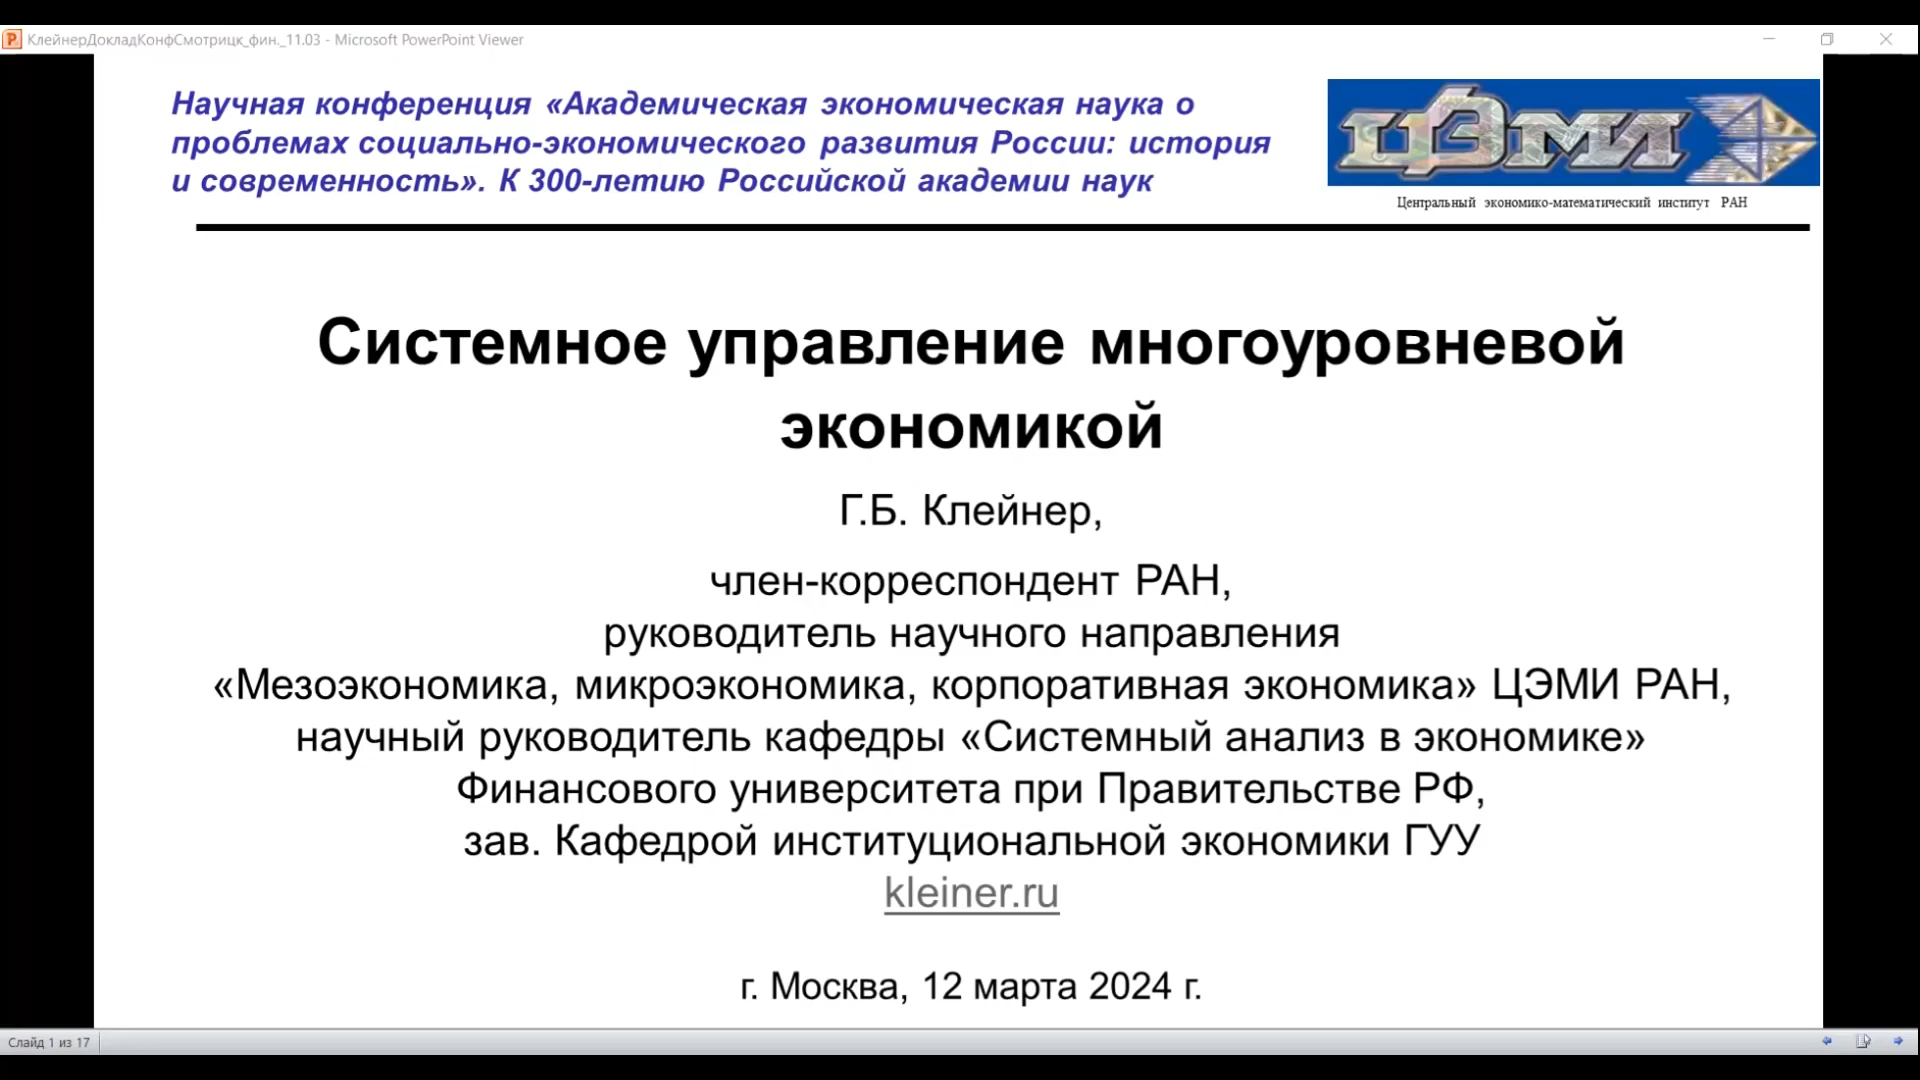 КлейнерДокладКонфСмотрицк_фин._11.03 - Microsoft PowerPoint Viewer
Научная конференция «Академическая экономическая наука о
проблемах социально-экономического развития России: история
и современность». К 300-летию Российской академии наук
ЦЭМИ
Центральный экономико-математический институт РАН
Системное управление многоуровневой
экономикой
Г.Б. Клейнер,
член-корреспондент РАН,
руководитель научного направления
«Мезоэкономика, микроэкономика, корпоративная экономика» ЦЭМИ РАН,
научный руководитель кафедры «Системный анализ в экономике»
Финансового университета при Правительстве РФ,
зав. Кафедрой институциональной экономики ГУУ
kleiner.ru
г. Москва, 12 марта 2024 г.
Слайд 1 из 17